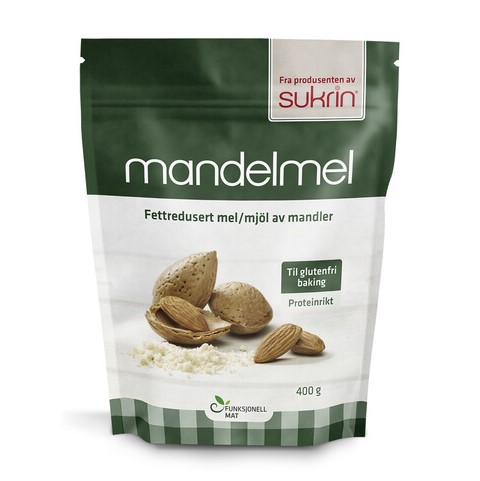 Fra produsenten av
sukrin®
mandelmel
Fettredusert mel/mjöl av mandler
Til glutenfri
baking
Proteinrikt
400 g
FUNKSJONELL
MAT